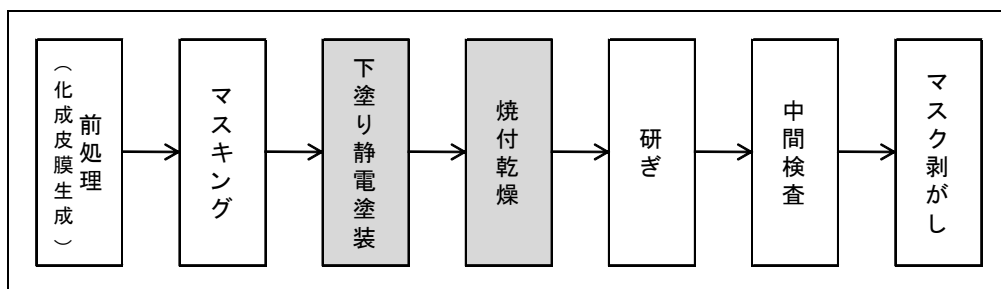 前処理
（化成皮膜生成）
マスキング
下塗り静電塗装
焼付乾燥
研ぎ
中間検査
マスク剥がし